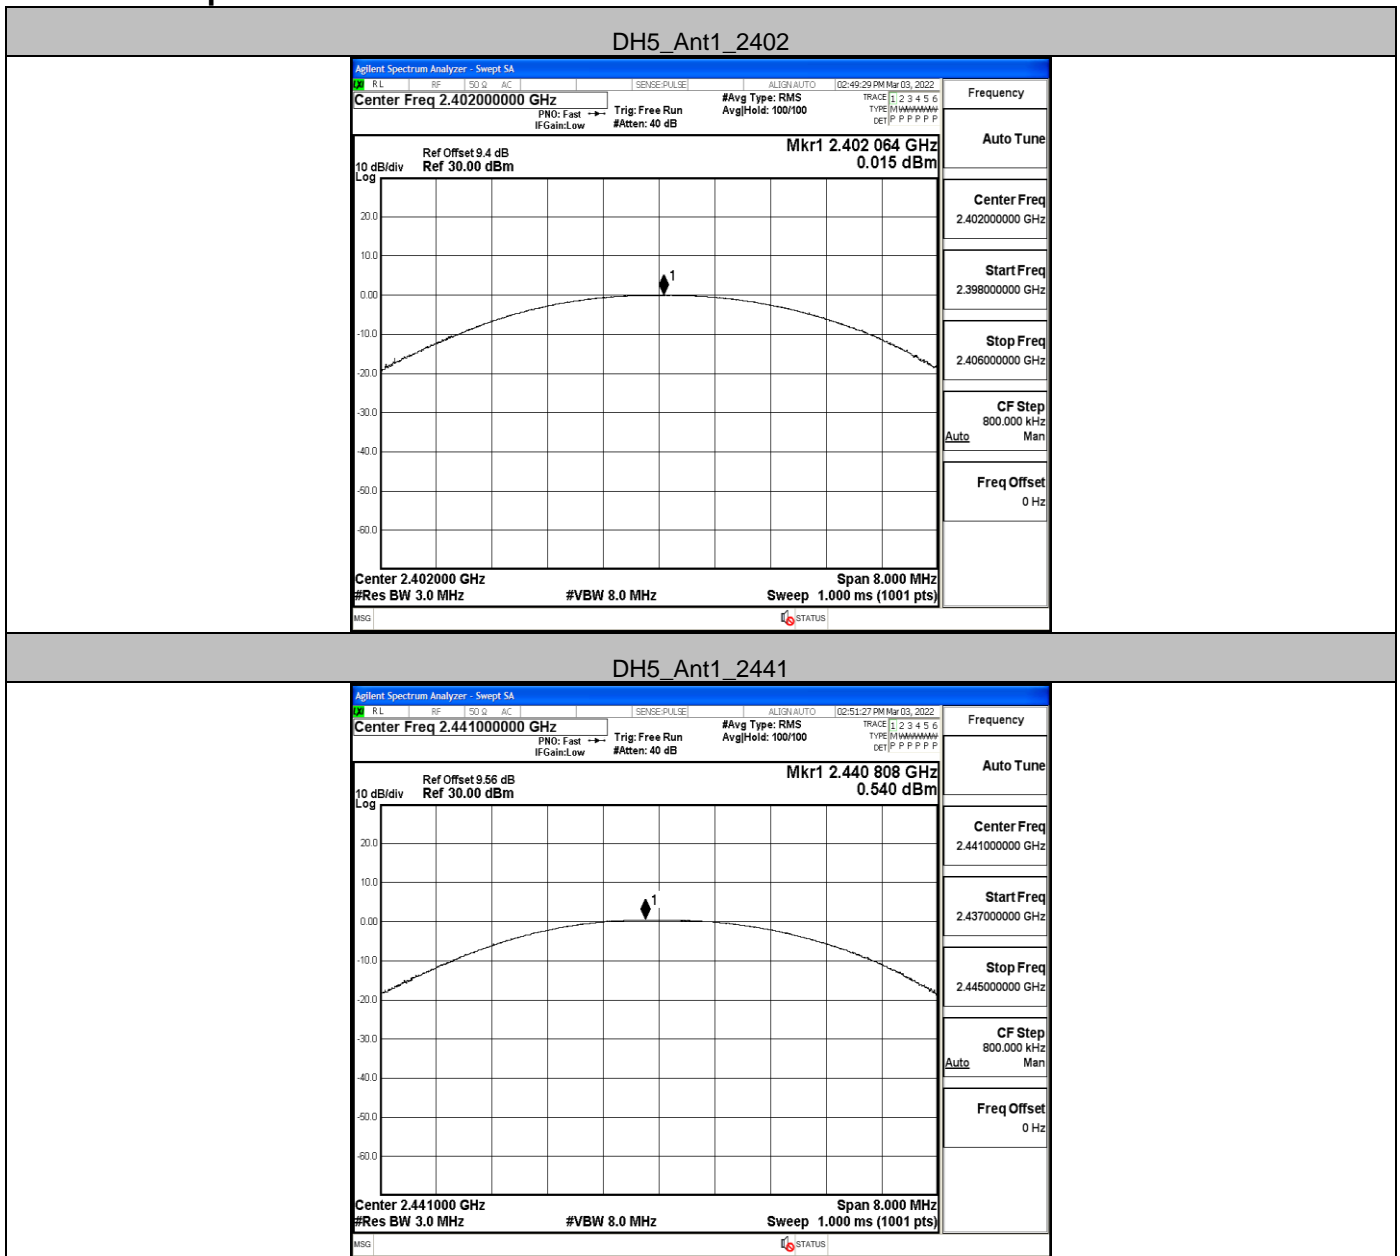 DH5_Ant1_2402
Agilent Spectrum Analyzer - Swept SA
RL RF 50 Ω AC SENSE:PULSE ALIGNAUTO 02:49:29 PM Mar 03, 2022
Center Freq 2.402000000 GHz #Avg Type: RMS TRACE 1 2 3 4 5 6
PNO: Fast Trig: Free Run Avg|Hold: 100/100 TYPE M
IFGain:Low #Atten: 40 dB DET P P P P P P
Frequency
Auto Tune
Ref Offset 9.4 dB Mkr1 2.402 064 GHz
10 dB/div Ref 30.00 dBm 0.015 dBm
Log
20.0
10.0
1
0.00
-10.0
-20.0
-30.0
-40.0
-50.0
-60.0
Center Freq
2.402000000 GHz
Start Freq
2.398000000 GHz
Stop Freq
2.406000000 GHz
CF Step
800.000 kHz
Auto Man
Freq Offset
0 Hz
Center 2.402000 GHz Span 8.000 MHz
#Res BW 3.0 MHz #VBW 8.0 MHz Sweep 1.000 ms (1001 pts)
MSG STATUS
DH5_Ant1_2441
Agilent Spectrum Analyzer - Swept SA
RL RF 50 Ω AC SENSE:PULSE ALIGNAUTO 02:51:27 PM Mar 03, 2022
Center Freq 2.441000000 GHz #Avg Type: RMS TRACE 1 2 3 4 5 6
PNO: Fast Trig: Free Run Avg|Hold: 100/100 TYPE M
IFGain:Low #Atten: 40 dB DET P P P P P P
Frequency
Auto Tune
Ref Offset 9.56 dB Mkr1 2.440 808 GHz
10 dB/div Ref 30.00 dBm 0.540 dBm
Log
20.0
10.0
1
0.00
-10.0
-20.0
-30.0
-40.0
-50.0
-60.0
Center Freq
2.441000000 GHz
Start Freq
2.437000000 GHz
Stop Freq
2.445000000 GHz
CF Step
800.000 kHz
Auto Man
Freq Offset
0 Hz
Center 2.441000 GHz Span 8.000 MHz
#Res BW 3.0 MHz #VBW 8.0 MHz Sweep 1.000 ms (1001 pts)
MSG STATUS